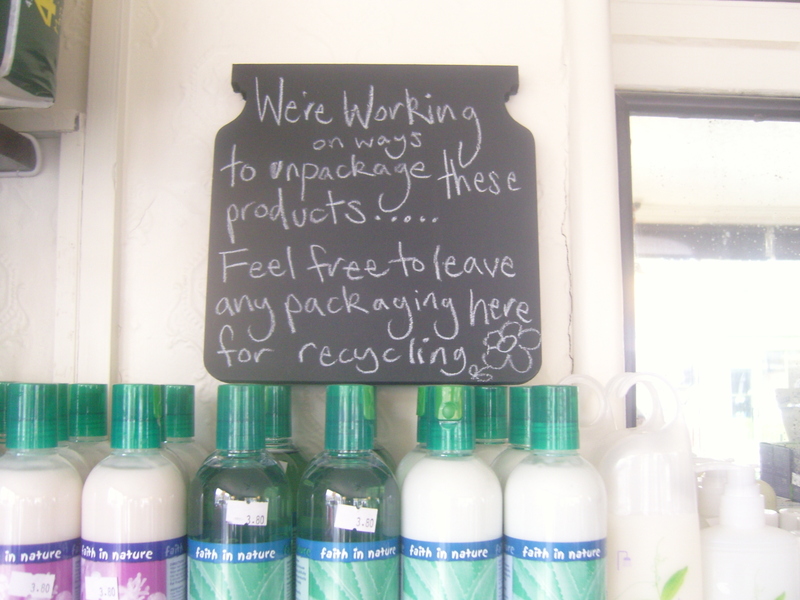 We're Working
on ways
to unpackage these
products.....
Feel free to leave
any packaging here
for recycling
in nature
faith in nature
faith in nature
faith in nature
faith in nature
faith in nature
3.80
3.80
3.80
3.80